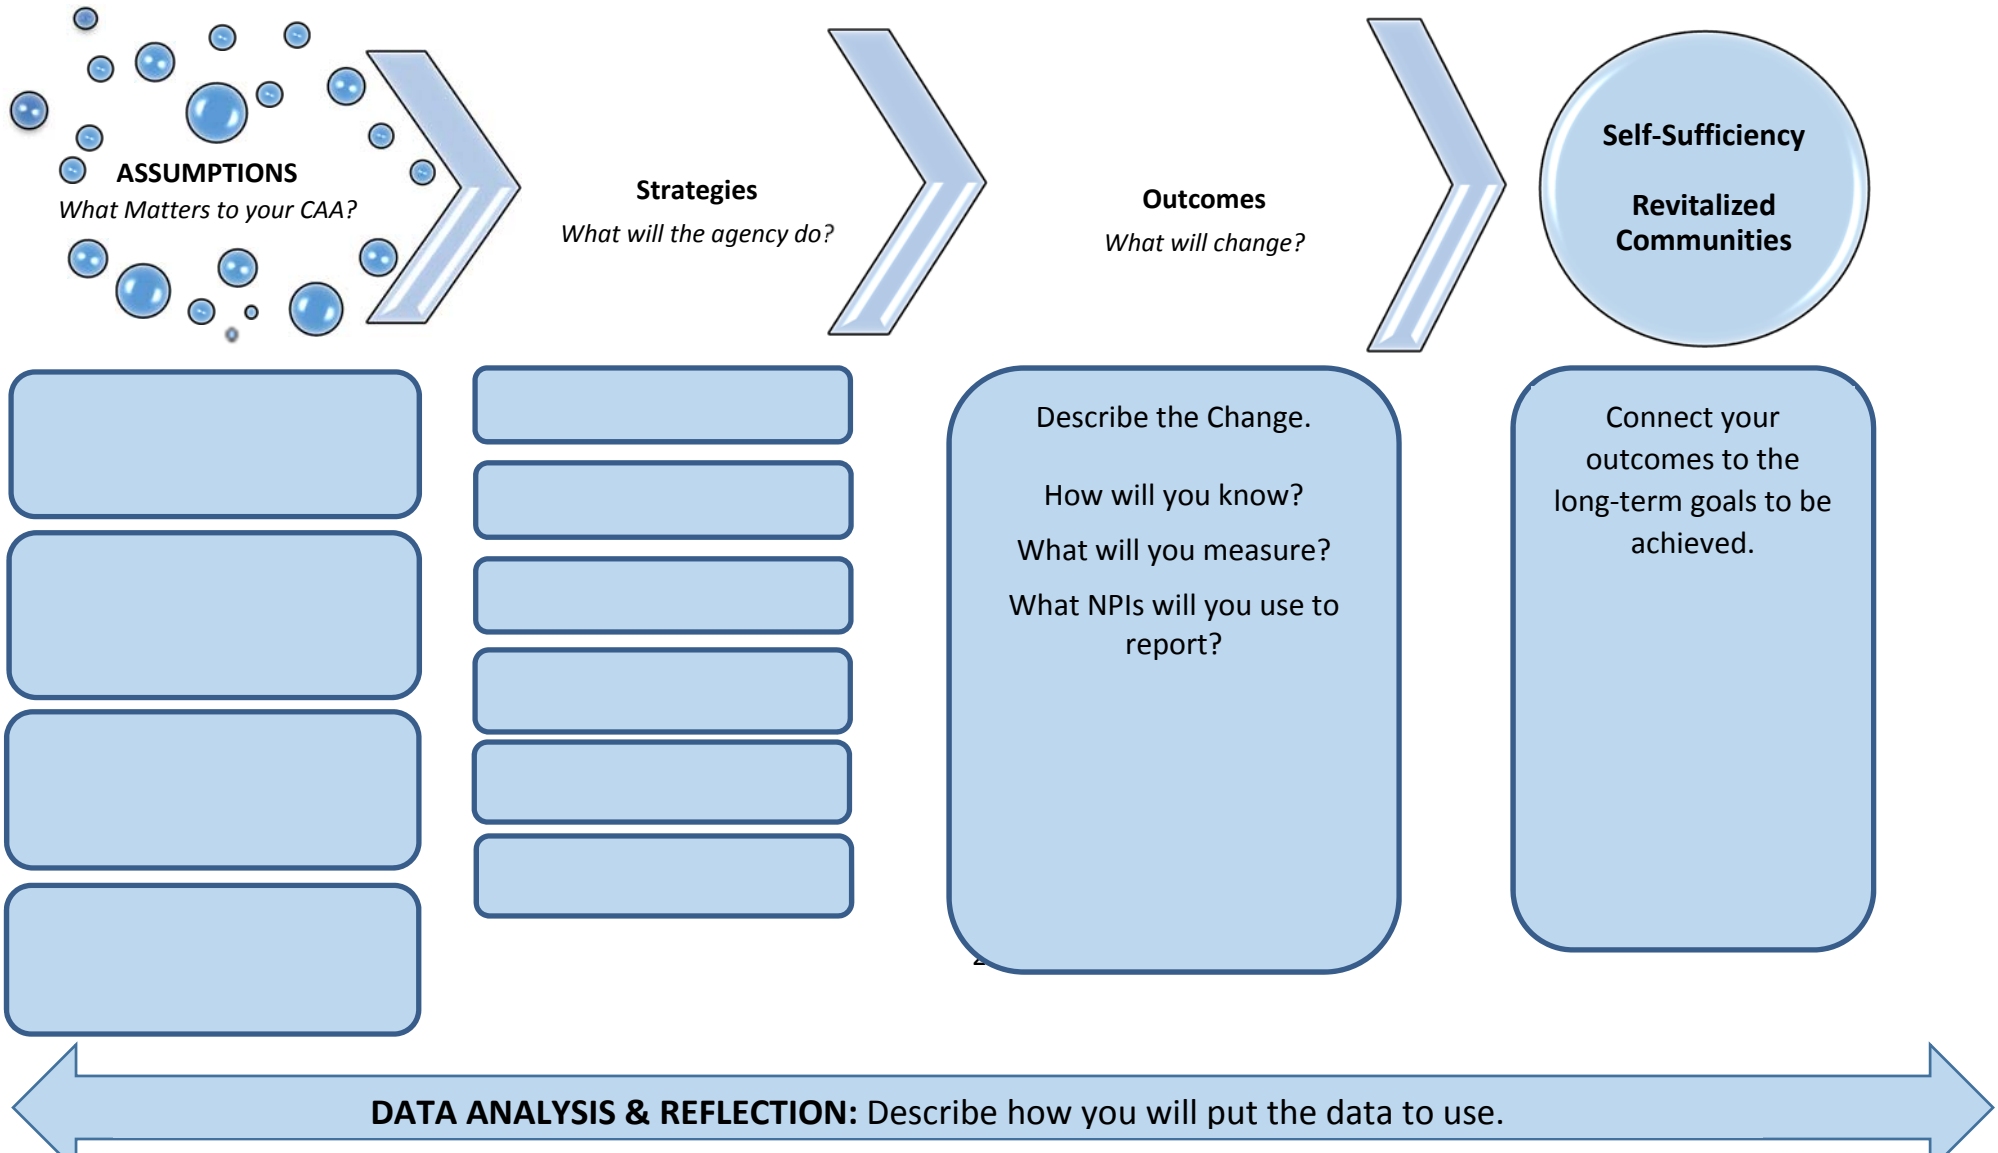 ASSUMPTIONS
What Matters to your CAA?
Strategies
What will the agency do?
Outcomes
What will change?
Self-Sufficiency
Revitalized
Communities
Describe the Change.
How will you know?
What will you measure?
What NPIs will you use to
report?
Connect your
outcomes to the
long-term goals to be
achieved.
DATA ANALYSIS & REFLECTION: Describe how you will put the data to use.